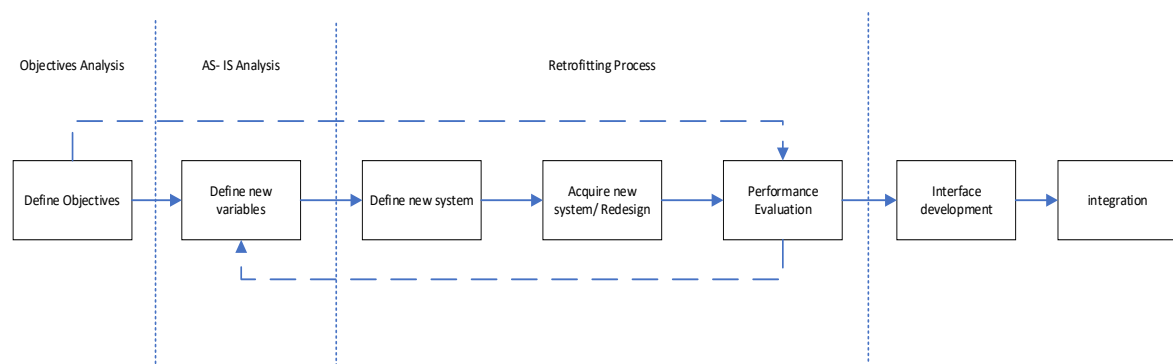 Objectives Analysis
AS- IS Analysis
Retrofitting Process
Define Objectives
Define new
variables
Define new system
Acquire new
system/ Redesign
Performance
Evaluation
Interface
development
integration